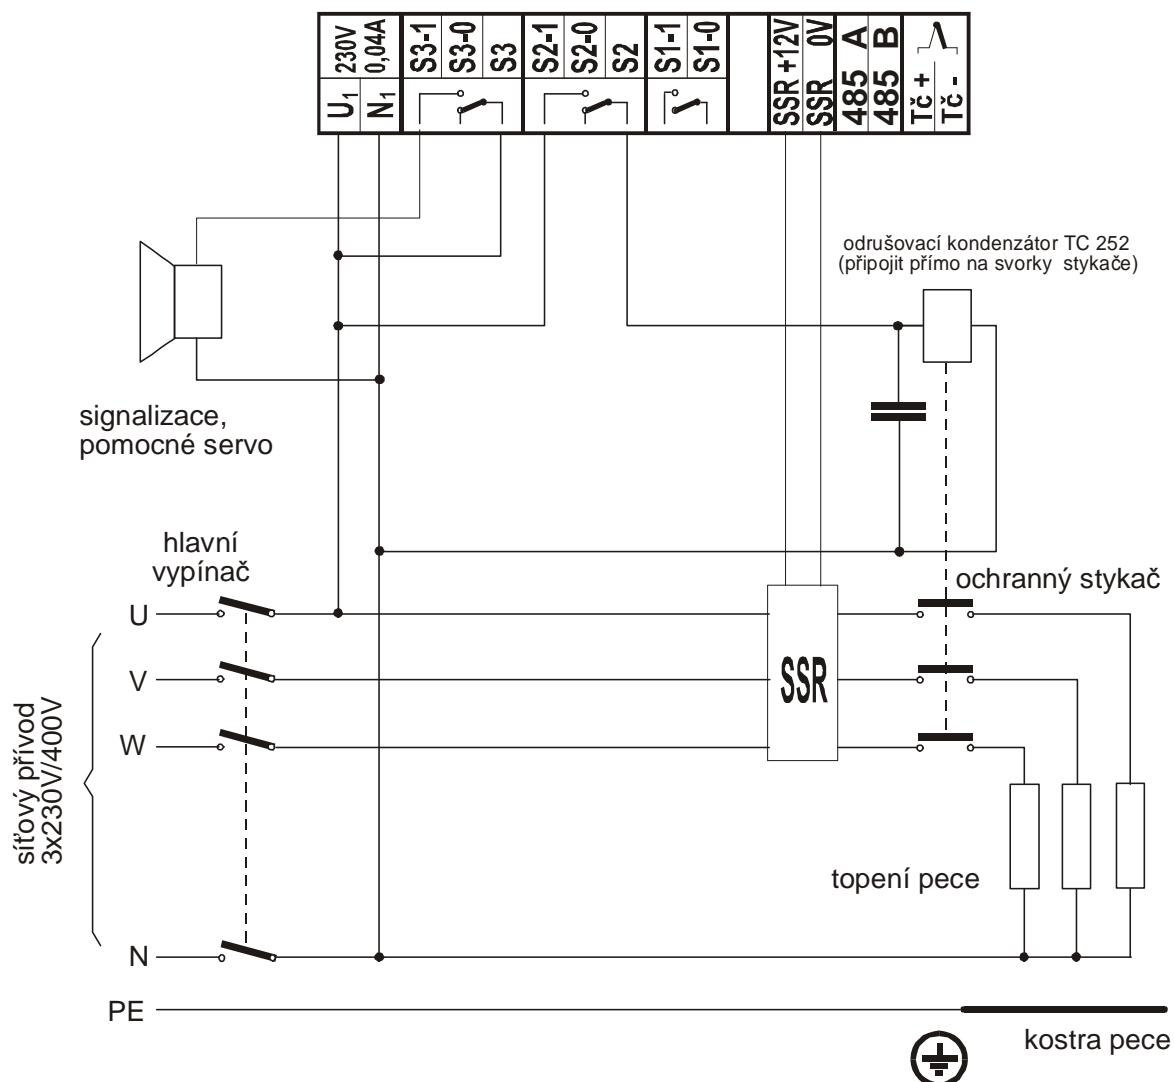 230V
0,04A
S3-1
S3-0
S3
S2-1
S2-0
S2
S1-1
S1-0
SSR +12V
SSR 0V
485 A
485 B
U1
N1
Tč +
Tč -
odrušovací kondenzátor TC 252
(připojit přímo na svorky stykače)
signalizace,
pomocné servo
hlavní
vypínač
ochranný stykač
U
V
W
SSR
síťový přívod
3x230V/400V
topení pece
N
PE
kostra pece